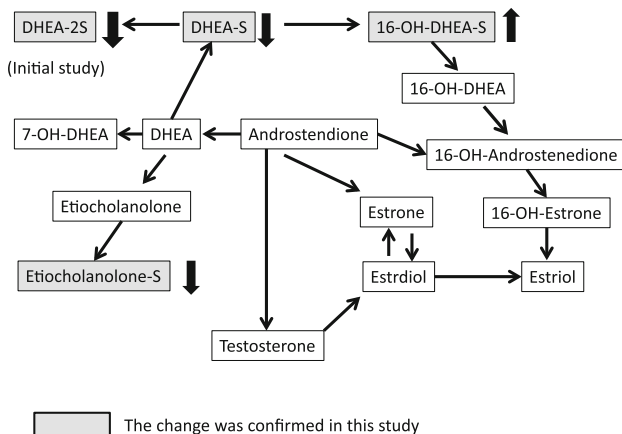 DHEA-2S
DHEA-S
16-OH-DHEA-S
(Initial study)
16-OH-DHEA
7-OH-DHEA
DHEA
Androstendione
16-OH-Androstenedione
Etiocholanolone
Estrone
16-OH-Estrone
Etiocholanolone-S
Estrdiol
Estriol
Testosterone
The change was confirmed in this study